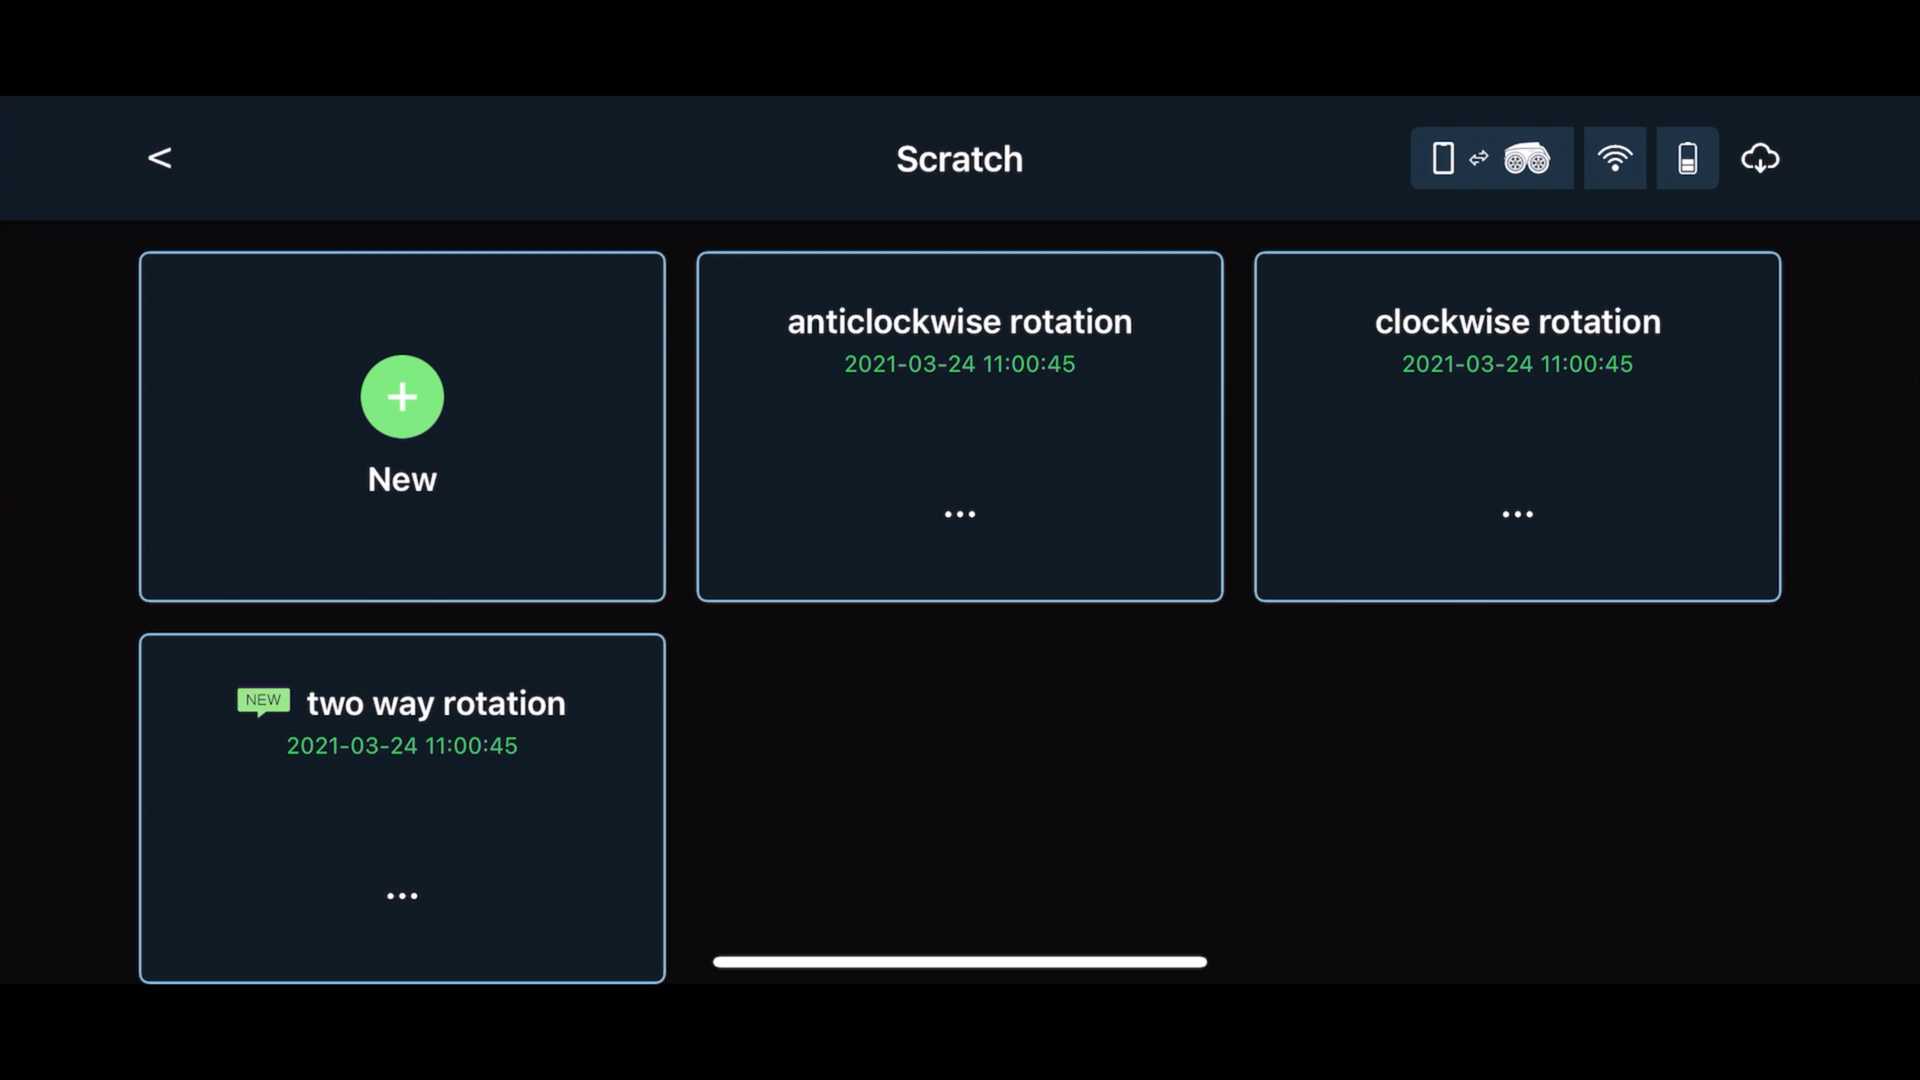 <
Scratch
New
anticlockwise rotation
2021-03-24 11:00:45
...
clockwise rotation
2021-03-24 11:00:45
...
NEW two way rotation
2021-03-24 11:00:45
...